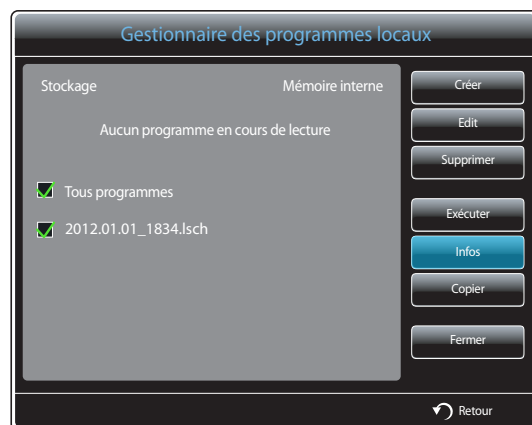 Gestionnaire des programmes locaux
Stockage Mémoire interne
Aucun programme en cours de lecture
Tous programmes
2012.01.01_1834.lsch
Créer
Edit
Supprimer
Exécuter
Infos
Copier
Fermer
Retour